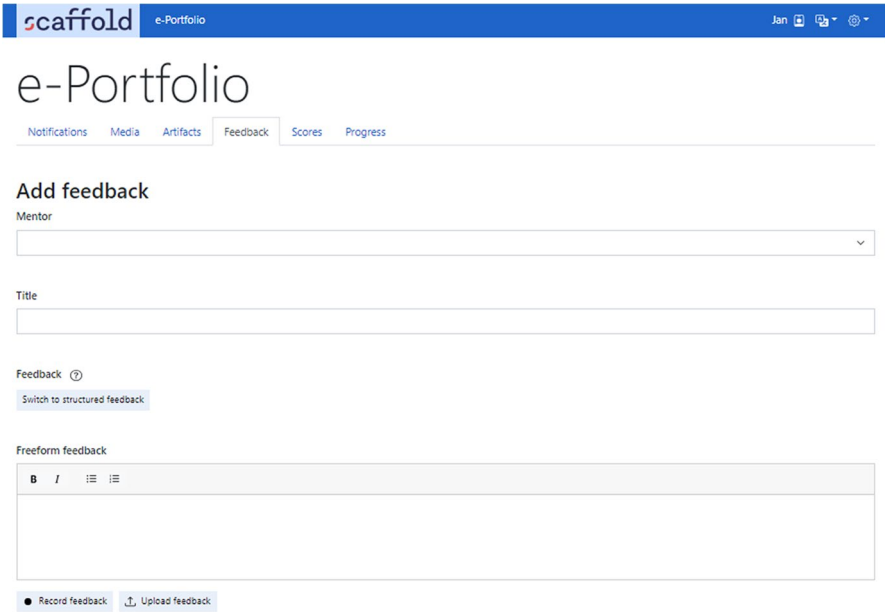 scaffold e-Portfolio Jan
e-Portfolio
Notifications Media Artifacts Feedback Scores Progress
Add feedback
Mentor
Title
Feedback ?
Switch to structured feedback
Freeform feedback
B I
Record feedback Upload feedback